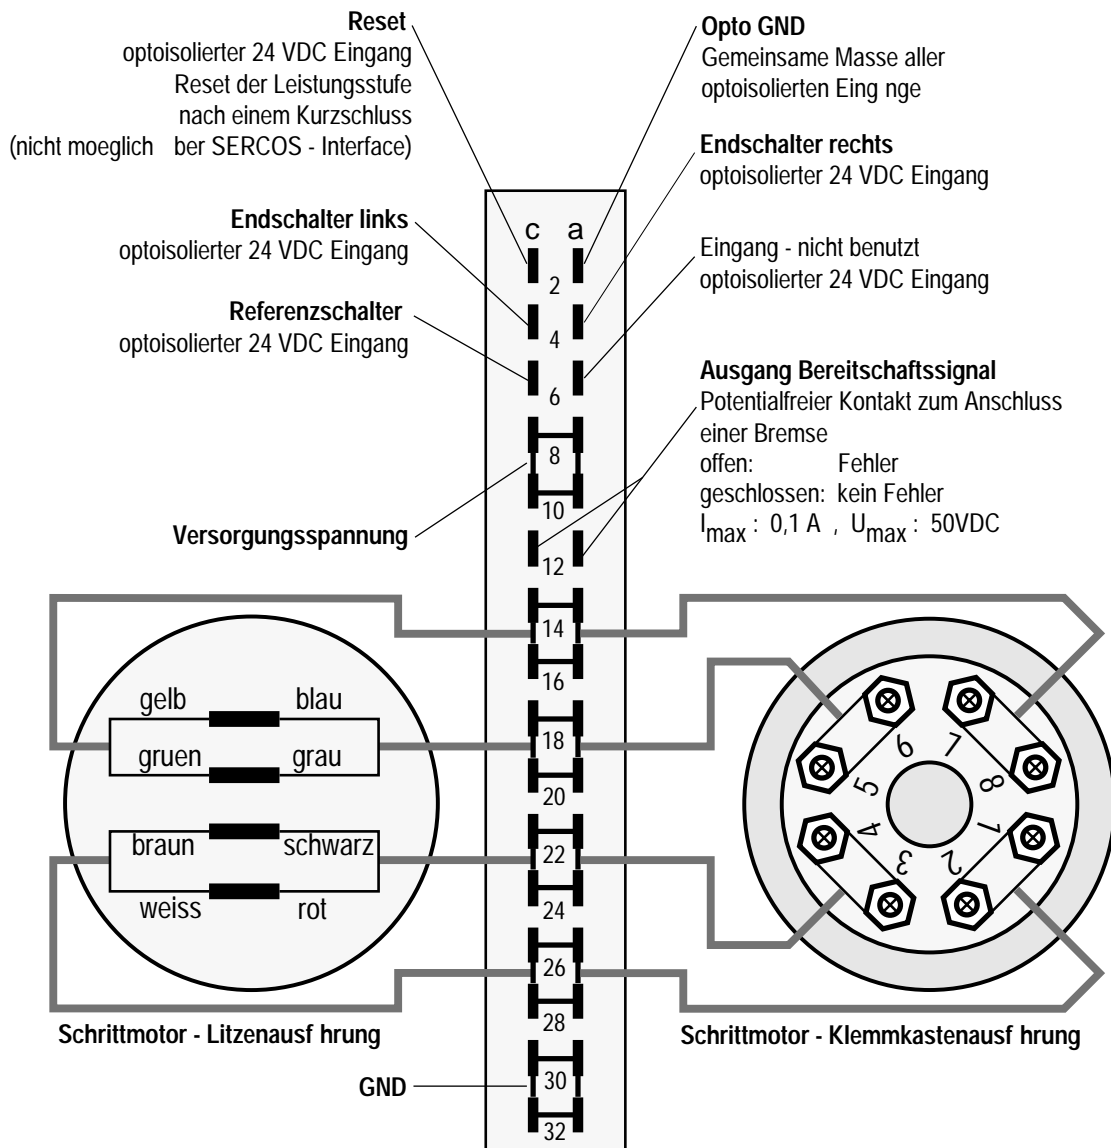 Reset
optoisolierter 24 VDC Eingang
Reset der Leistungsstufe
nach einem Kurzschluss
(nicht moeglich ber SERCOS - Interface)
Opto GND
Gemeinsame Masse aller
optoisolierten Eing nge
Endschalter rechts
optoisolierter 24 VDC Eingang
Endschalter links
optoisolierter 24 VDC Eingang
Eingang - nicht benutzt
optoisolierter 24 VDC Eingang
Referenzschalter
optoisolierter 24 VDC Eingang
Ausgang Bereitschaftssignal
Potentialfreier Kontakt zum Anschluss
einer Bremse
offen: Fehler
geschlossen: kein Fehler
Imax : 0,1 A , Umax : 50VDC
Versorgungsspannung
c a
2
4
6
8
10
12
14
16
18
20
22
24
26
28
30
32
gelb blau
gruen grau
braun schwarz
weiss rot
6 7
5 8
4 1
3 2
Schrittmotor - Litzenausf hrung
Schrittmotor - Klemmkastenausf hrung
GND